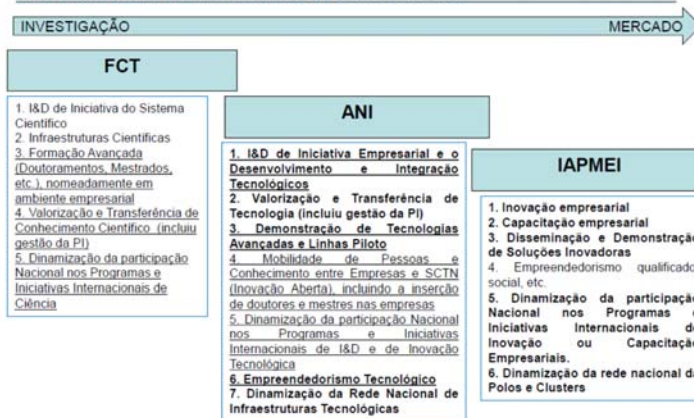 INVESTIGAÇÃO
MERCADO
FCT
1. I&D de Iniciativa do Sistema
Científico
2. Infraestruturas Científicas
3. Formação Avançada
(Doutoramentos, Mestrados,
etc.), nomeadamente em
ambiente empresarial
4. Valorização e Transferência de
Conhecimento Científico (incluiu
gestão da PI)
5. Dinamização da participação
Nacional nos Programas e
Iniciativas Internacionais de
Ciência
ANI
1. I&D de Iniciativa Empresarial e o
Desenvolvimento e Integração
Tecnológicos
2. Valorização e Transferência de
Tecnologia (incluiu gestão da PI)
3. Demonstração de Tecnologias
Avançadas e Linhas Piloto
4. Mobilidade de Pessoas e
Conhecimento entre Empresas e SCTN
(Inovação Aberta), incluindo a inserção
de doutores e mestres nas empresas
5. Dinamização da participação Nacional
nos Programas e Iniciativas
Internacionais de I&D e de Inovação
Tecnológica
6. Empreendedorismo Tecnológico
7. Dinamização da Rede Nacional de
Infraestruturas Tecnológicas
IAPMEI
1. Inovação empresarial
2. Capacitação empresarial
3. Disseminação e Demonstração
de Soluções Inovadoras
4. Empreendedorismo qualificado,
social, etc.
5. Dinamização da participação
Nacional nos Programas e
Iniciativas Internacionais de
Inovação ou Capacitação
Empresariais.
6. Dinamização da rede nacional da
Polos e Clusters